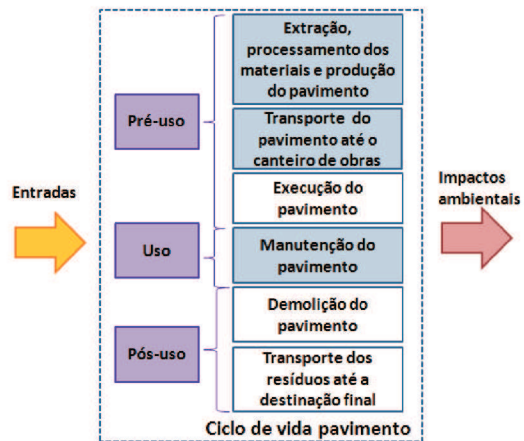 Extração,
processamento dos
materiais e produção
do pavimento
Pré-uso
Transporte do
pavimento até o
canteiro de obras
Execução do
pavimento
Entradas
Impactos
ambientais
Uso
Manutenção do
pavimento
Demolição do
pavimento
Pós-uso
Transporte dos
resíduos até a
destinação final
Ciclo de vida pavimento